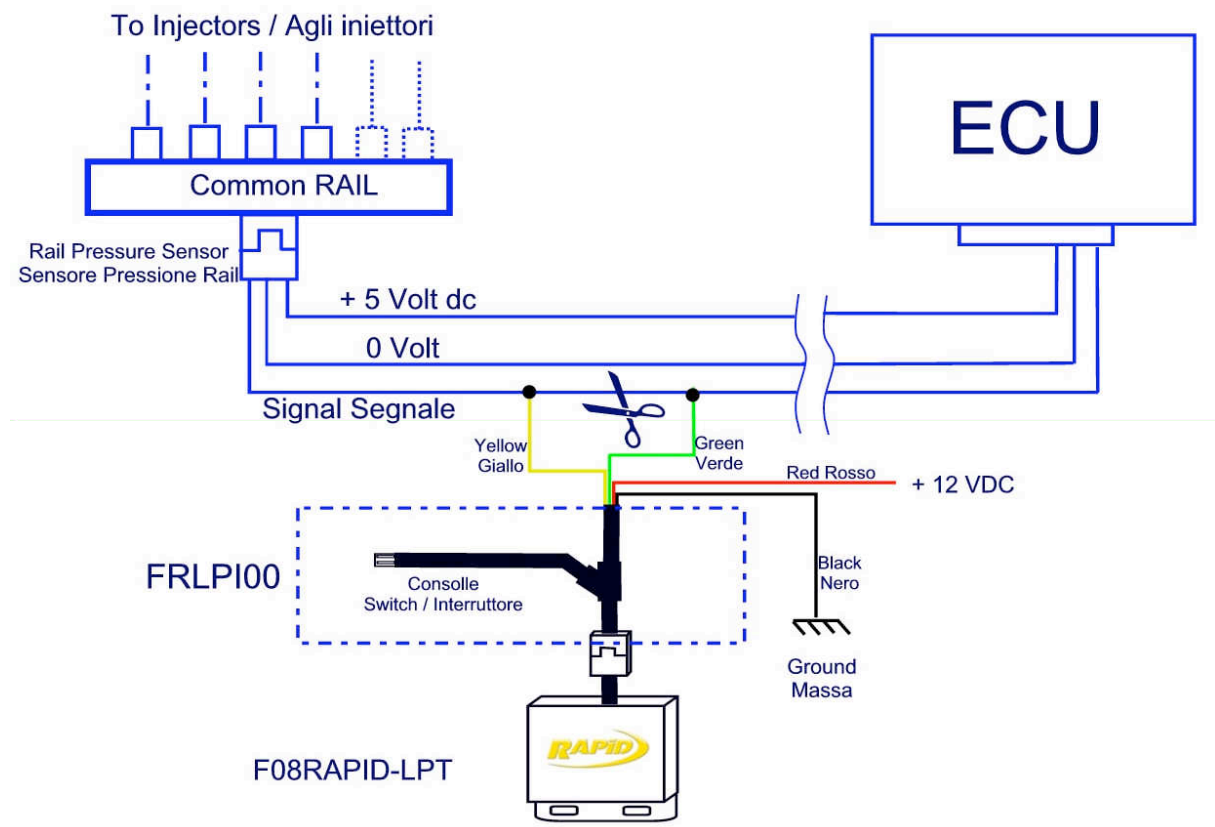 To Injectors / Agli iniettori
ECU
Common RAIL
Rail Pressure Sensor
Sensore Pressione Rail
+ 5 Volt dc
0 Volt
Signal Segnale
Yellow
Giallo
Green
Verde
Red Rosso
+ 12 VDC
FRLPI00
Consolle
Switch / Interruttore
Black
Nero
Ground
Massa
RAPID
F08RAPID-LPT